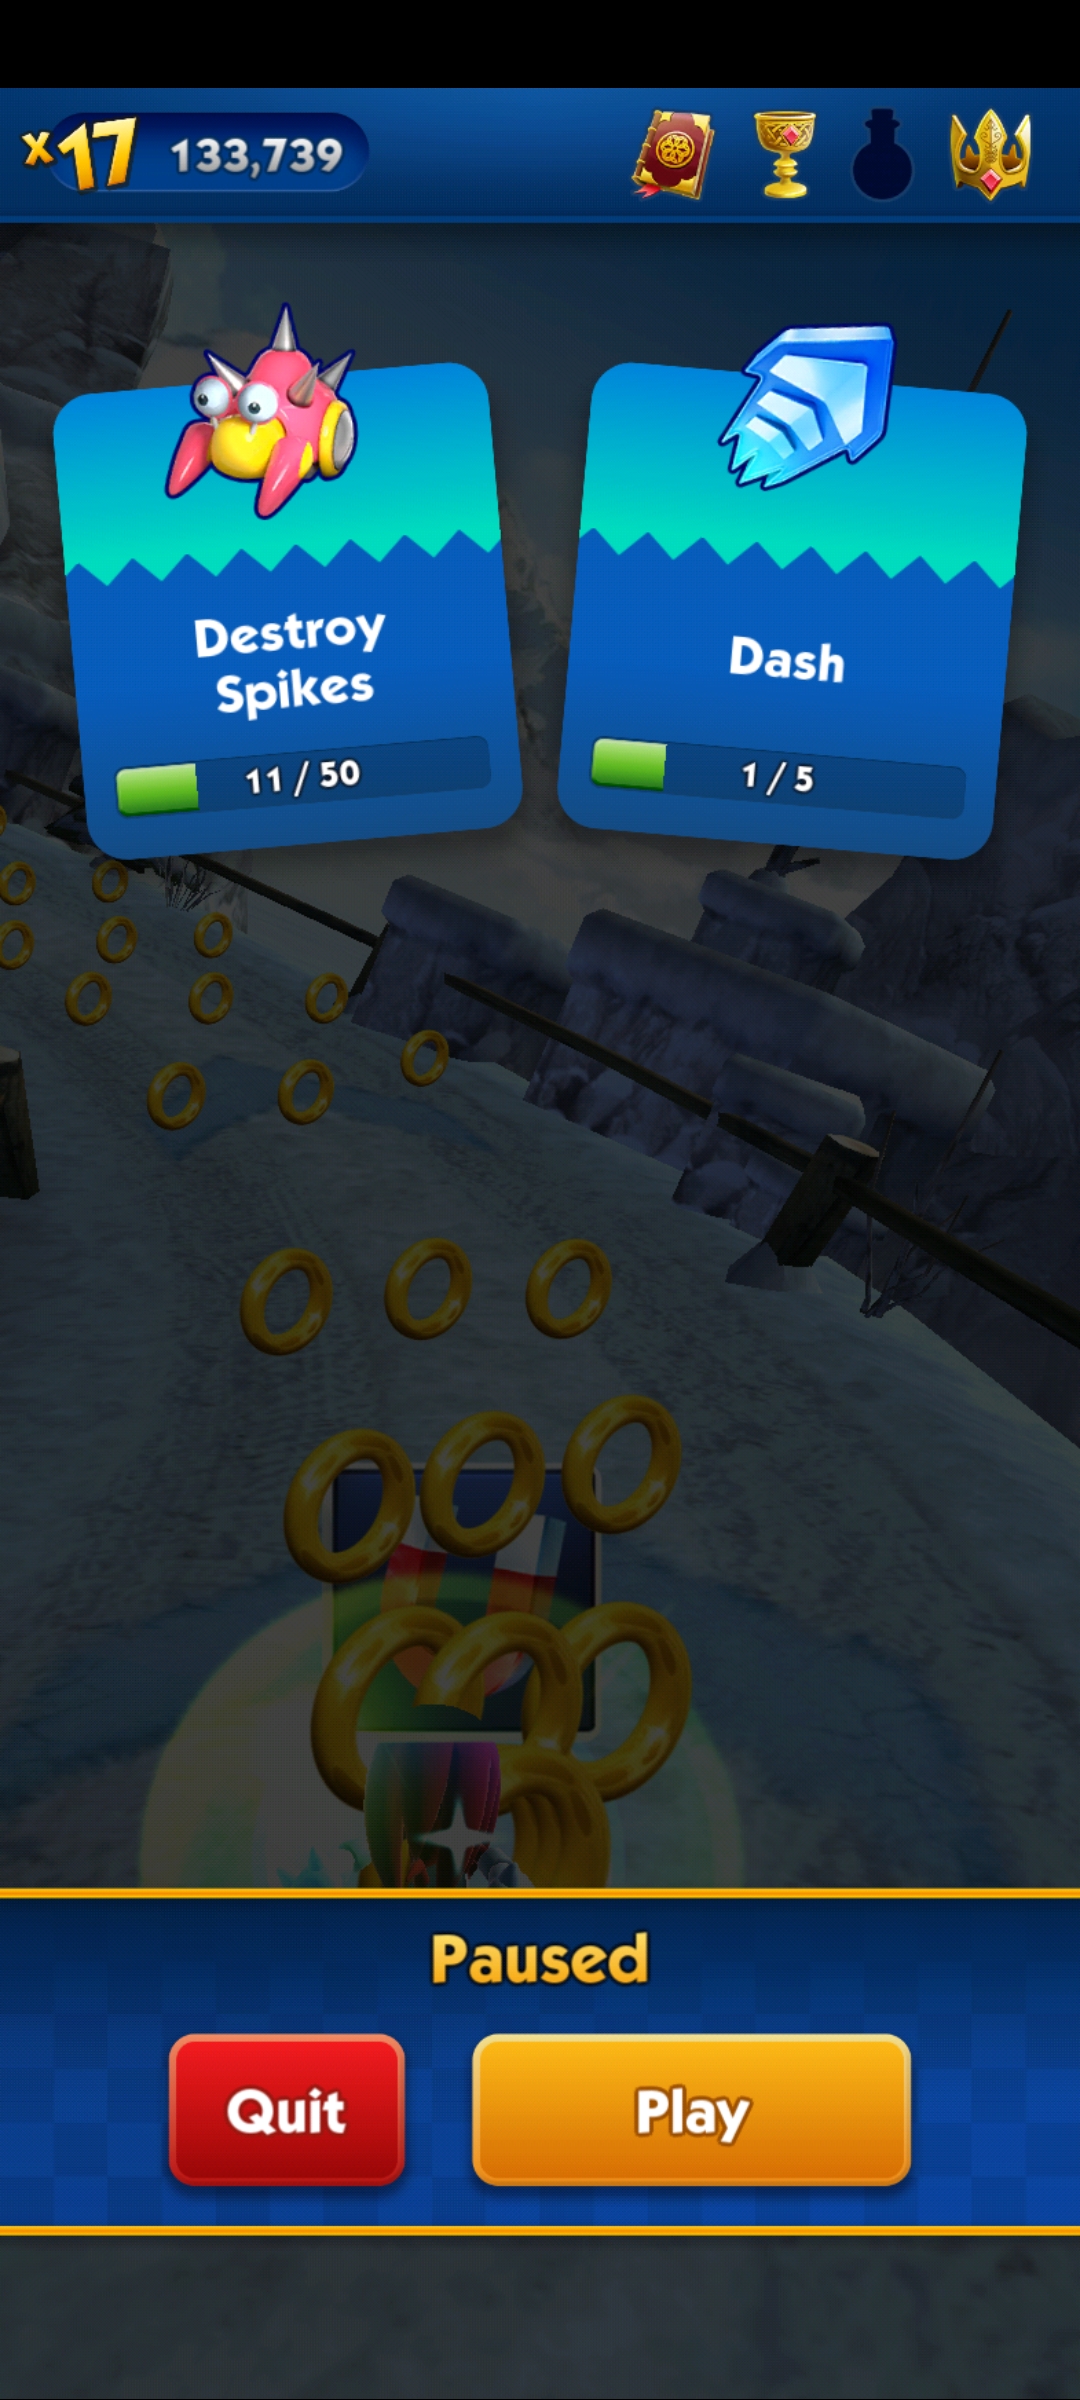 x17 133,739
Destroy
Spikes
11 / 50
Dash
1 / 5
Paused
Quit
Play